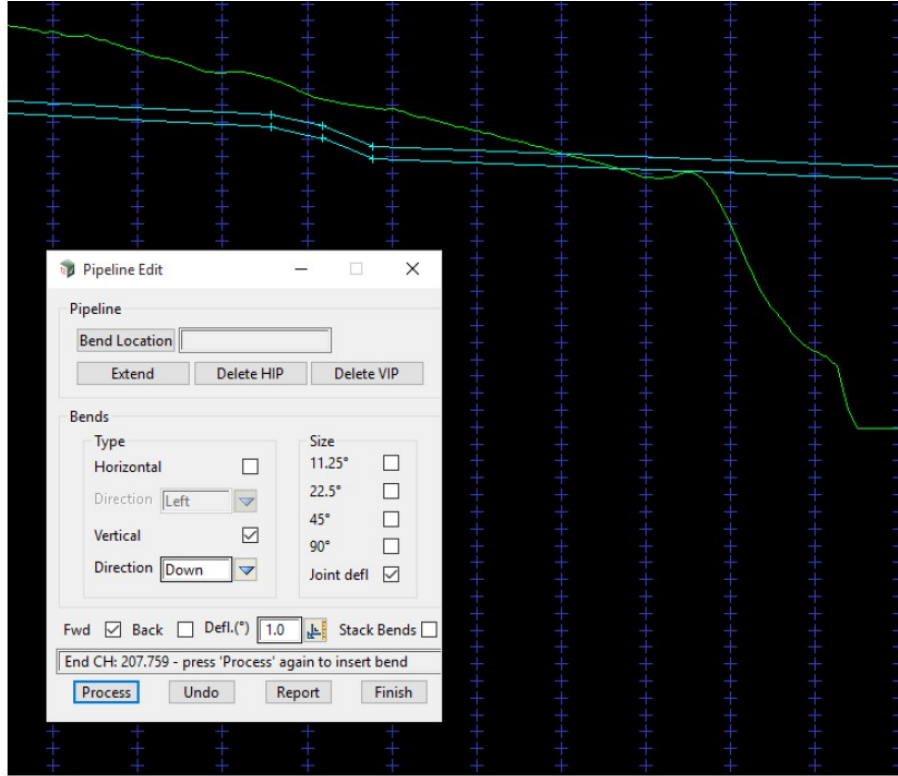 Pipeline Edit
Pipeline
Bend Location
Extend Delete HIP Delete VIP
Bends
Type Size
Horizontal 11.25°
Direction Left 22.5°
Vertical 45°
90°
Direction Down Joint defl
Fwd Back Defl.(°) 1.0 Stack Bends
End CH: 207.759 - press 'Process' again to insert bend
Process Undo Report Finish